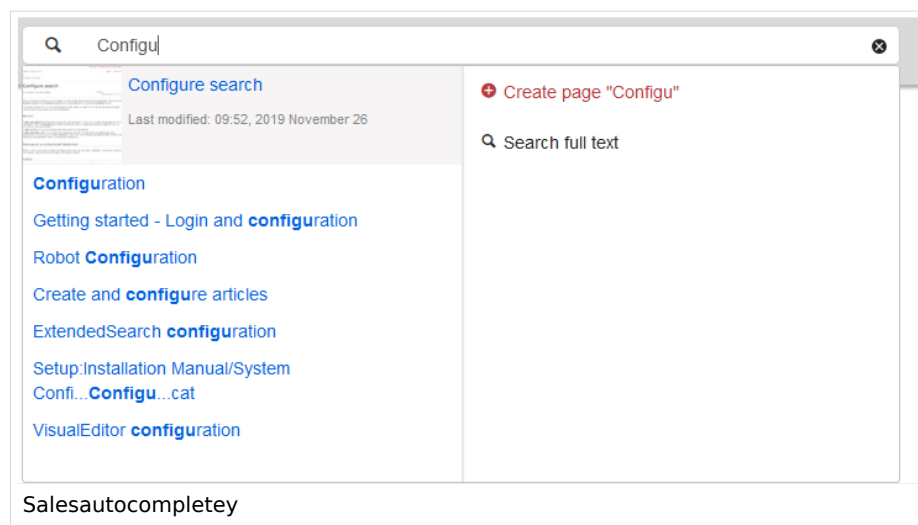 Configu
Configure search
Last modified: 09:52, 2019 November 26
Configuration
Getting started - Login and configuration
Robot Configuration
Create and configure articles
ExtendedSearch configuration
Setup:Installation Manual/System
Confi...Configu...cat
VisualEditor configuration
Create page "Configu"
Search full text
Salesautocompletey